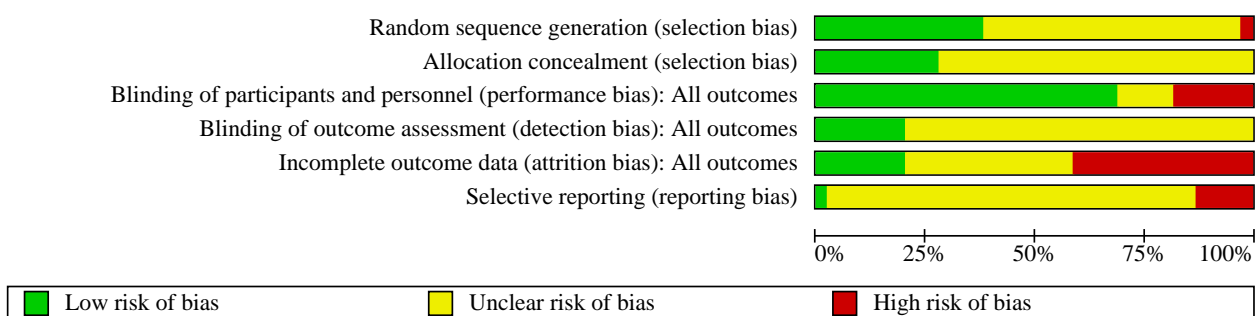 Random sequence generation (selection bias)
Allocation concealment (selection bias)
Blinding of participants and personnel (performance bias): All outcomes
Blinding of outcome assessment (detection bias): All outcomes
Incomplete outcome data (attrition bias): All outcomes
Selective reporting (reporting bias)
0% 25% 50% 75% 100%
Low risk of bias Unclear risk of bias High risk of bias